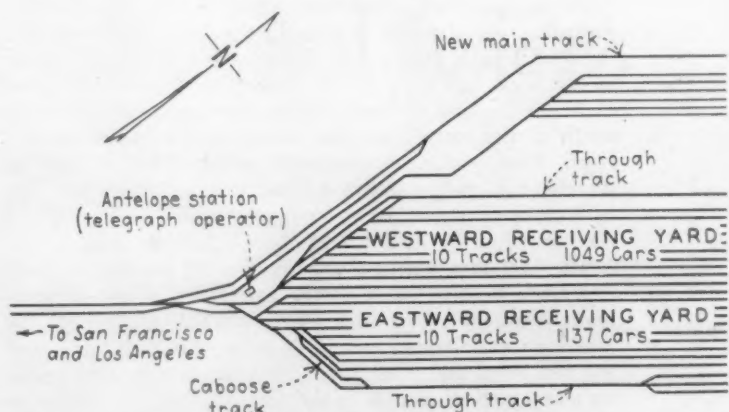 New main track
N
Through
track
Antelope station
(telegraph operator)
WESTWARD RECEIVING YARD
10 Tracks 1049 Cars
EASTWARD RECEIVING YARD
10 Tracks 1137 Cars
To San Francisco
and Los Angeles
Caboose
track
Through track